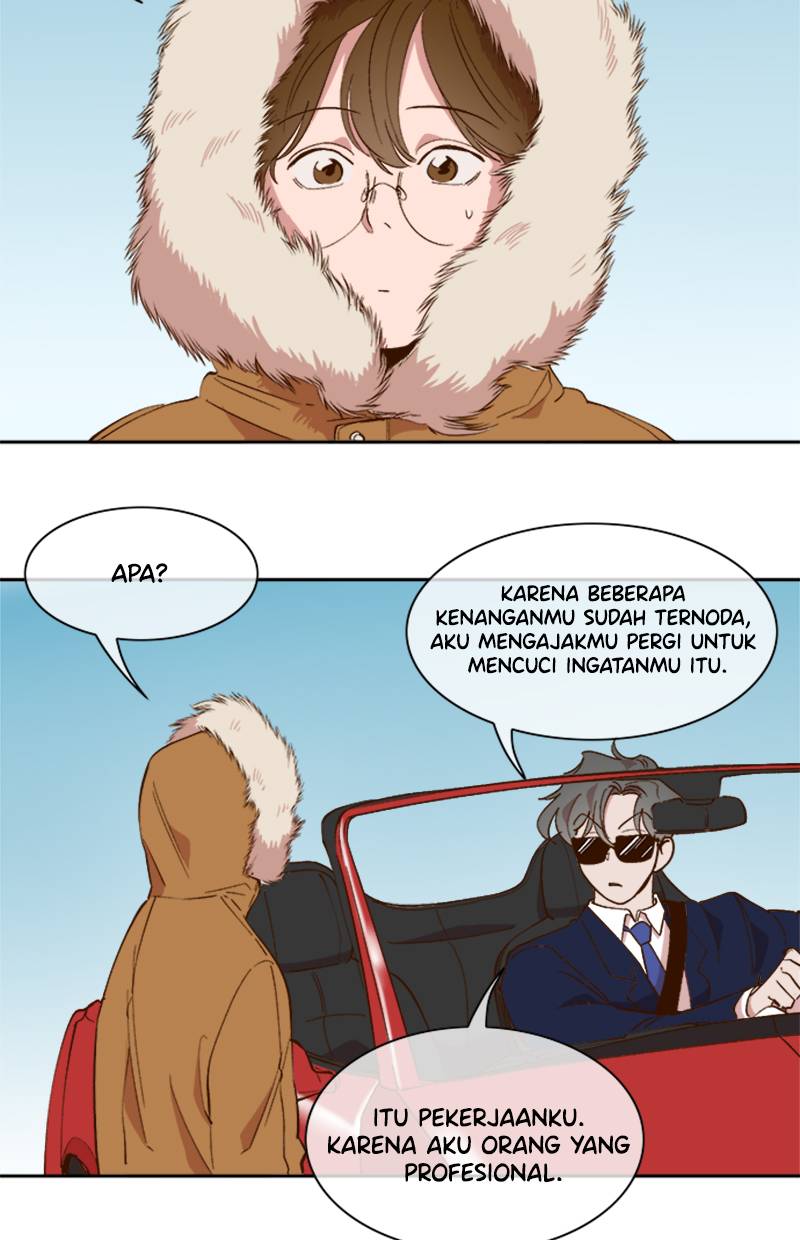 APA?
KARENA BEBERAPA
KENANGANMU SUDAH TERNODA,
AKU MENGAJAKMU PERGI UNTUK
MENCUCI INGATANMU ITU.
ITU PEKERJAANKU.
KARENA AKU ORANG YANG
PROFESIONAL.